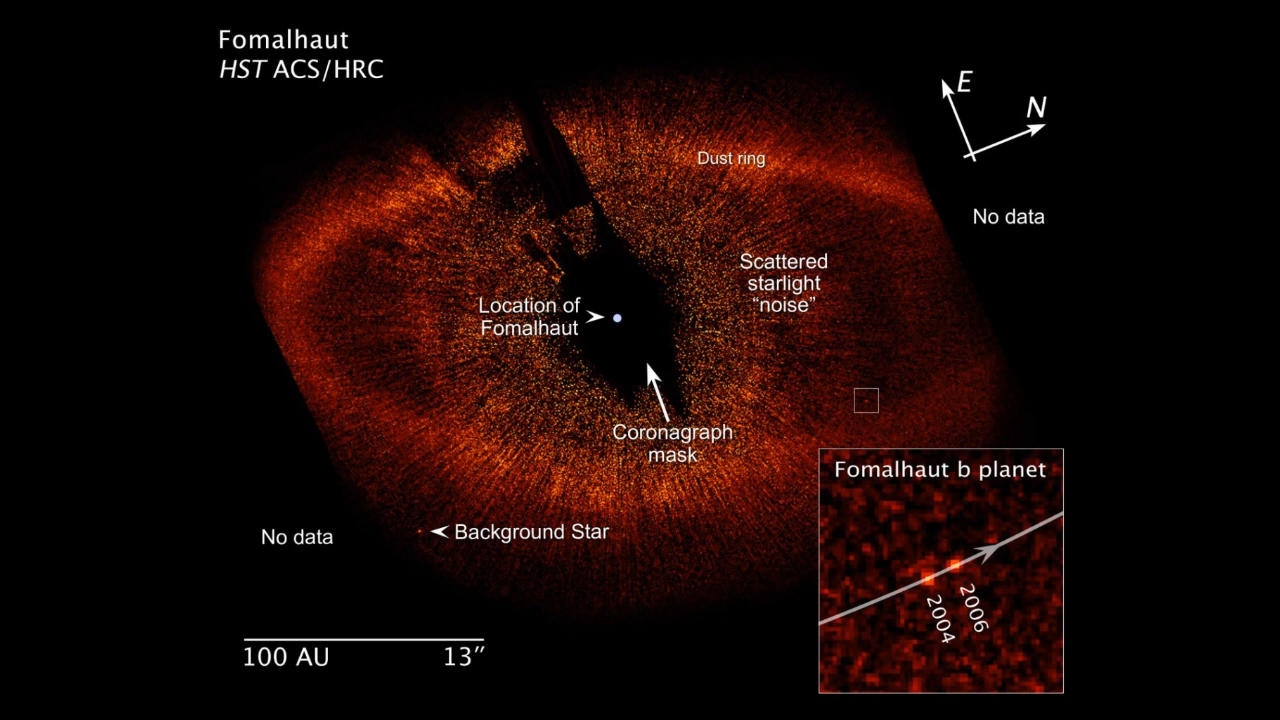 Fomalhaut
HST ACS/HRC
E
N
Dust ring
No data
Scattered
starlight
“noise”
Location of
Fomalhaut
Coronagraph
mask
Fomalhaut b planet
No data
Background Star
2006
2004
100 AU
13″